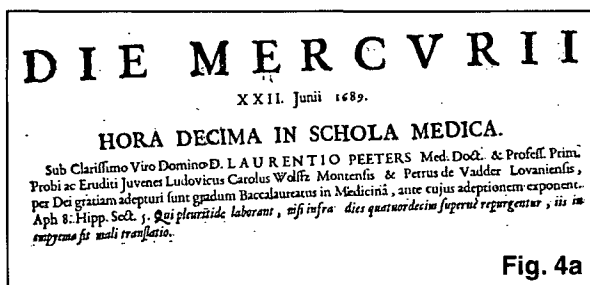 DIE MERCVRII
XXII. Junii 1689.
HORA DECIMA IN SCHOLA MEDICA.
Sub Clarissimo Viro Domino D. LAURENTIO PEETERS Med. Doct. & Profess. Prim.
Probi ac Eruditi Juvenes Ludovicus Carolus Montensis & Petrus de Vadder Lovaniensis,
per Dei gratiam adepturi sunt gradum Baccalaureatus in Medicinâ, ante cujus adeptionem exponent.
Aph 8. Hipp. Sect. 5. Qui pleuritide laborant, nisi infra dies quatuordecim supernè repurgentur, iis in
empyema fit mali translatio.
Fig. 4a